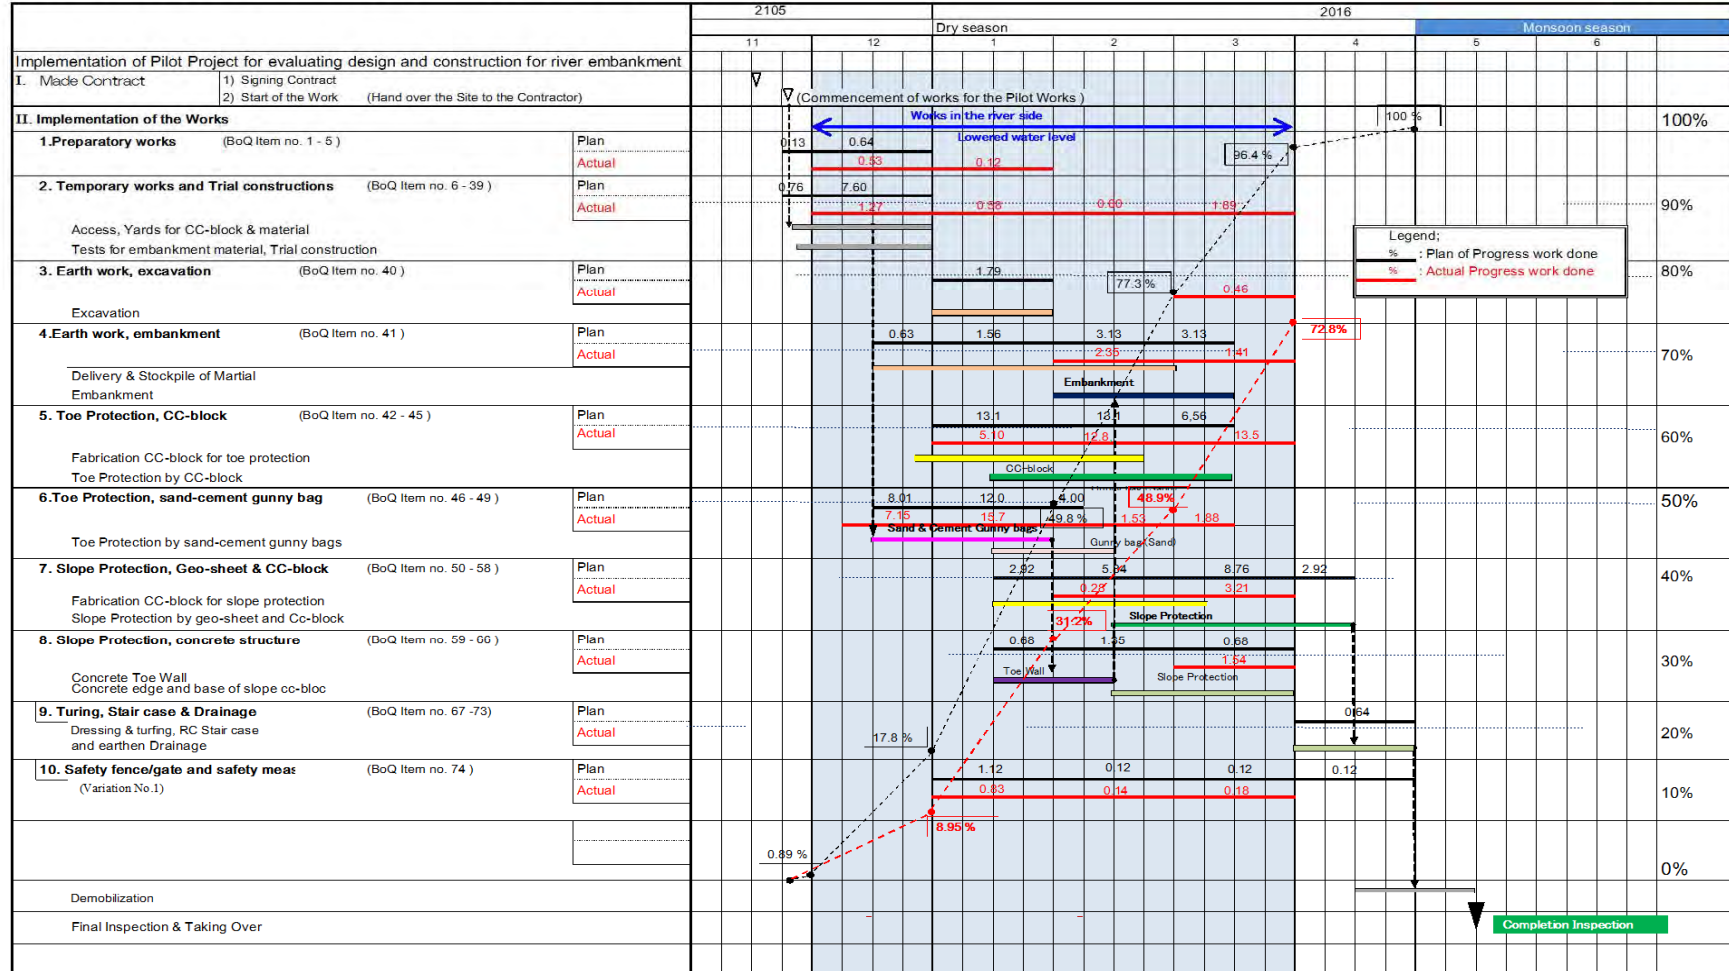 2105 2016
Dry season Monsoon season
11 12 1 2 3 4 5 6
Implementation of Pilot Project for evaluating design and construction for river embankment
I. Made Contract 1) Signing Contract
2) Start of the Work (Hand over the Site to the Contractor) (Commencement of works for the Pilot Works )
II. Implementation of the Works Works in the river side 100 % 100%
1.Preparatory works (BoQ Item no. 1 - 5 ) Plan 0.13 0.64 Lowered water level
Actual 0.53 0.12 96.4 %
2. Temporary works and Trial constructions (BoQ Item no. 6 - 39 ) Plan 0.76 7.60
Actual 1.27 0.58 0.60 1.89 90%
Access, Yards for CC-block & material
Tests for embankment material, Trial construction
Legend;
% : Plan of Progress work done
% : Actual Progress work done
3. Earth work, excavation (BoQ Item no. 40 ) Plan 1.79 80%
Actual 77.3 % 0.46
Excavation
4.Earth work, embankment (BoQ Item no. 41 ) Plan 0.63 1.56 3.13 3.13 72.8%
Actual 2.35 1.41 70%
Delivery & Stockpile of Martial
Embankment Embankment
5. Toe Protection, CC-block (BoQ Item no. 42 - 45 ) Plan 13.1 13.1 6,56
Actual 5.10 12.8 13.5 60%
Fabrication CC-block for toe protection
Toe Protection by CC-block CC-block
6.Toe Protection, sand-cement gunny bag (BoQ Item no. 46 - 49 ) Plan 8.01 12.0 4.00 48.9% 50%
Actual 7.15 15.7 49.8 % 1.53 1.88
Sand & Cement Gunny bags
Toe Protection by sand-cement gunny bags Gunny bag (Sand)
7. Slope Protection, Geo-sheet & CC-block (BoQ Item no. 50 - 58 ) Plan 2.92 5.84 8.76 2.92 40%
Actual 0.28 3.21
Fabrication CC-block for slope protection
Slope Protection by geo-sheet and Cc-block Slope Protection
31.2%
8. Slope Protection, concrete structure (BoQ Item no. 59 - 66 ) Plan 0.68 1.35 0.68
Actual 1.54 30%
Concrete Toe Wall Toe Wall Slope Protection
Concrete edge and base of slope cc-bloc
9. Turing, Stair case & Drainage (BoQ Item no. 67 -73) Plan 0.64
Dressing & turfing, RC Stair case Actual 17.8 % 20%
and earthen Drainage
10. Safety fence/gate and safety meas (BoQ Item no. 74 ) Plan 1.12 0.12 0.12 0.12
(Variation No.1) Actual 0.83 0.14 0.18 10%
8.95 %
0.89 % 0%
Demobilization
Final Inspection & Taking Over Completion Inspection